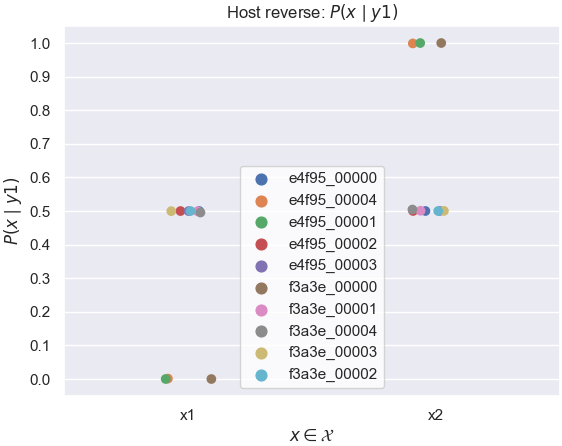 Host reverse: P(x | y1)
P(x | y1)
1.0
0.9
0.8
0.7
0.6
0.5
0.4
0.3
0.2
0.1
0.0
e4f95_00000
e4f95_00004
e4f95_00001
e4f95_00002
e4f95_00003
f3a3e_00000
f3a3e_00001
f3a3e_00004
f3a3e_00003
f3a3e_00002
x1 x2
x ∈ 𝒳